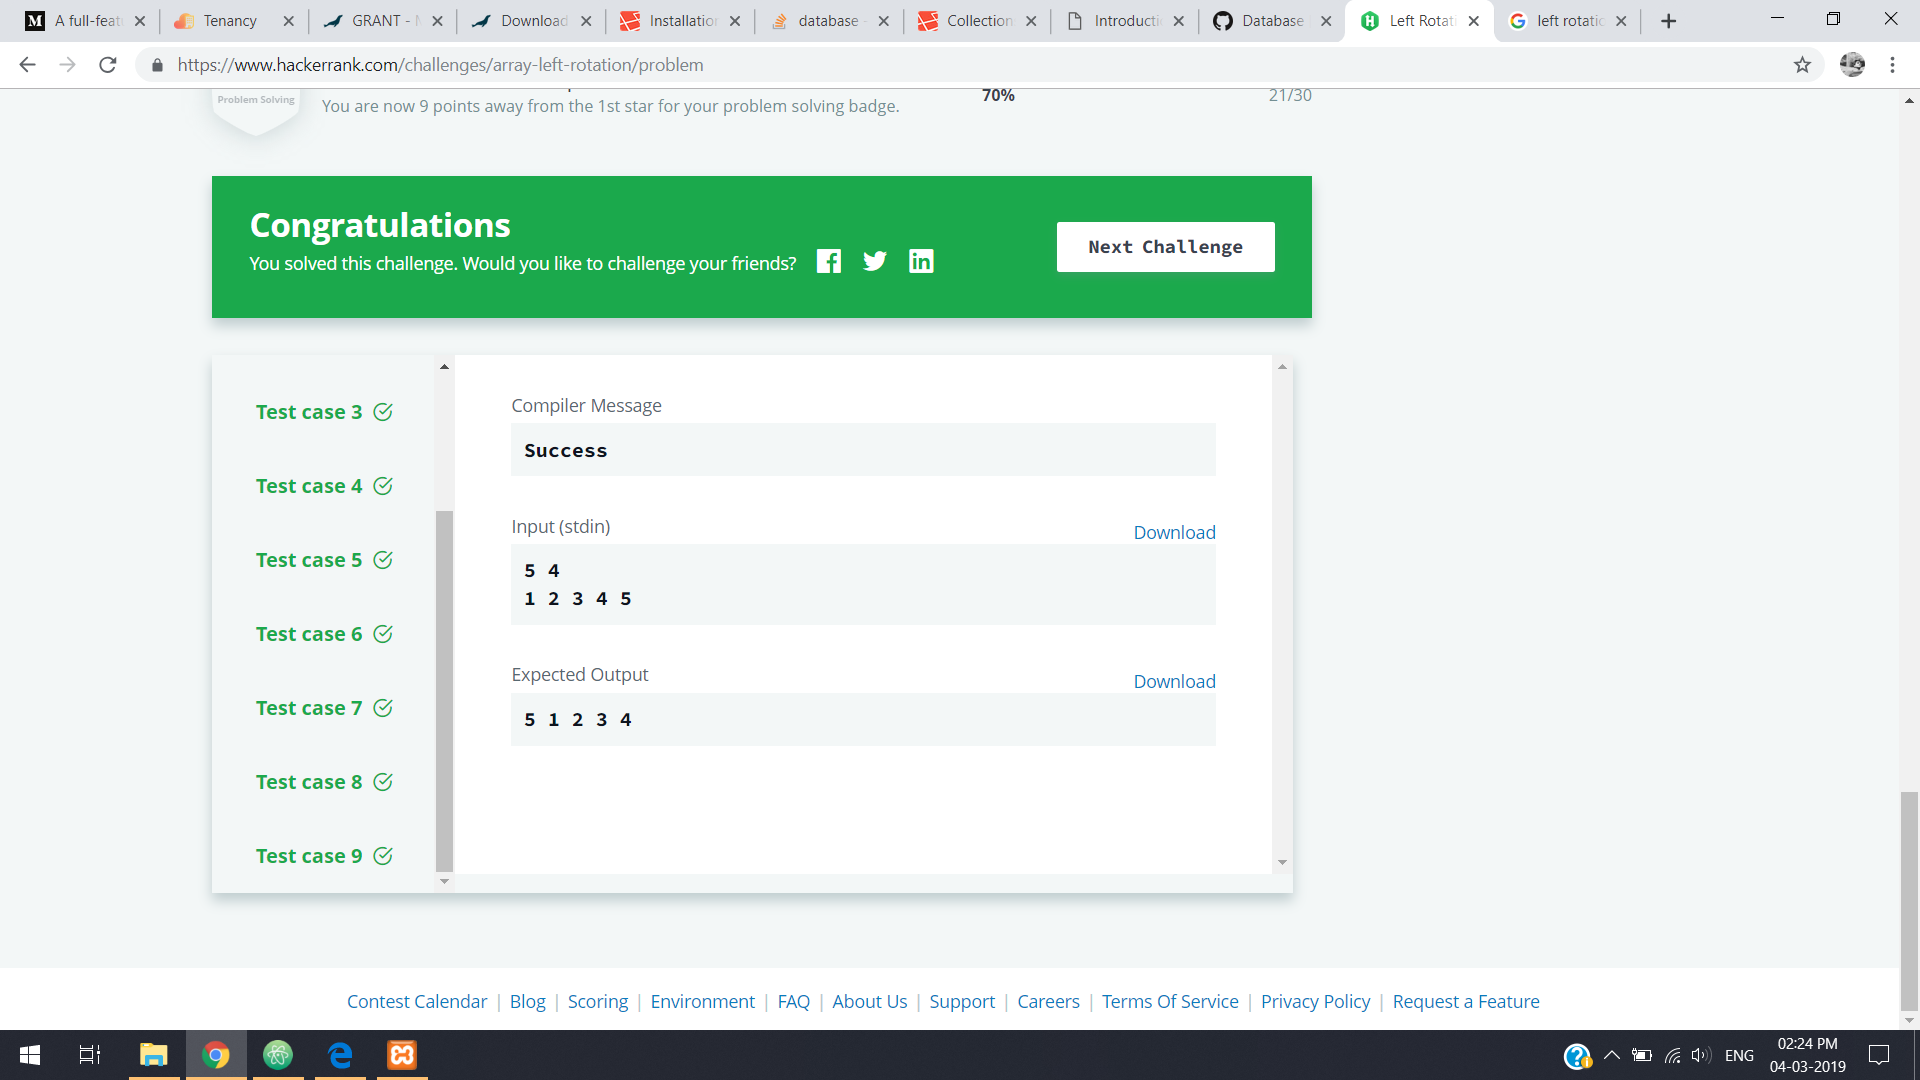 A full-feat
Tenancy
GRANT - M
Download
Installation
database -
Collection
Introducti
Database
Left Rotati
left rotatio
https://www.hackerrank.com/challenges/array-left-rotation/problem
Problem Solving
You are now 9 points away from the 1st star for your problem solving badge.
70%
21/30
Congratulations
You solved this challenge. Would you like to challenge your friends?
Next Challenge
Test case 3
Test case 4
Test case 5
Test case 6
Test case 7
Test case 8
Test case 9
Compiler Message
Success
Input (stdin)
Download
5 4
1 2 3 4 5
Expected Output
Download
5 1 2 3 4
Contest Calendar | Blog | Scoring | Environment | FAQ | About Us | Support | Careers | Terms Of Service | Privacy Policy | Request a Feature
ENG
02:24 PM
04-03-2019